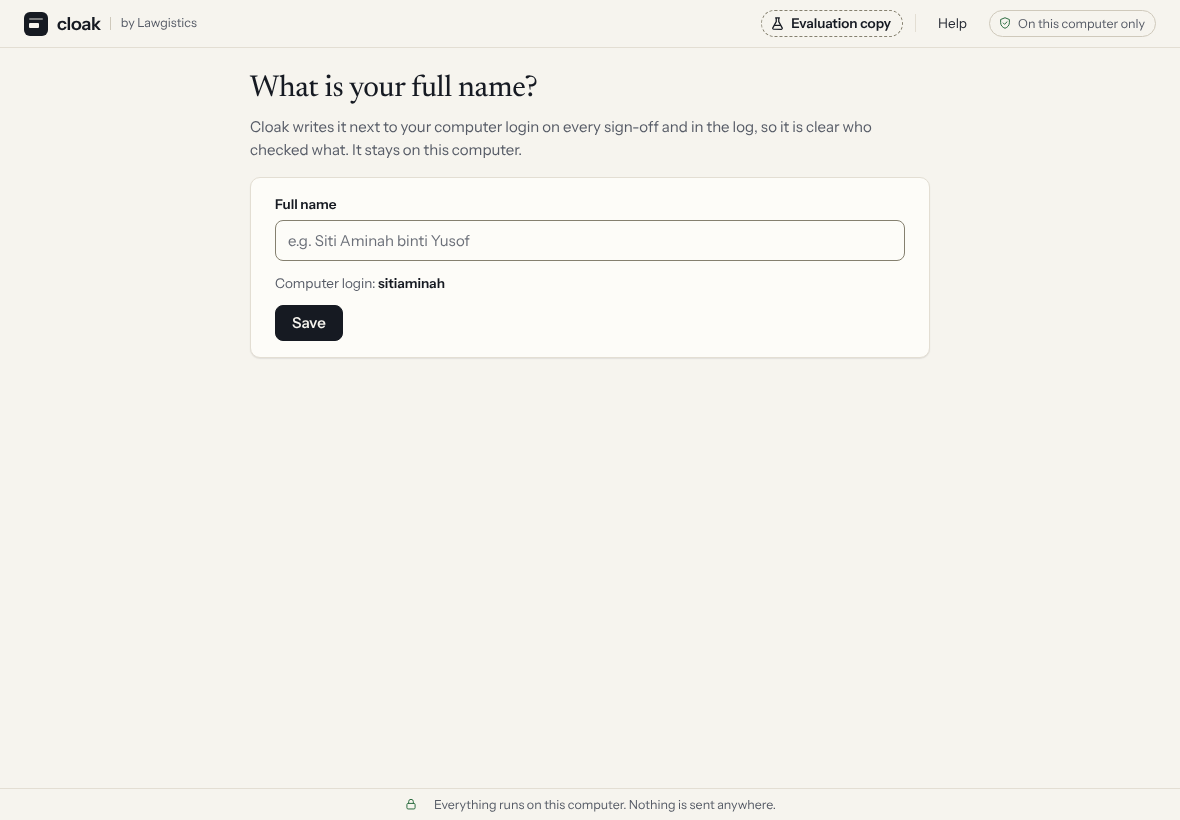 cloak
by Lawgistics
Evaluation copy
Help
On this computer only
What is your full name?
Cloak writes it next to your computer login on every sign-off and in the log, so it is clear who
checked what. It stays on this computer.
Full name
e.g. Siti Aminah binti Yusof
Computer login: sitiaminah
Save
Everything runs on this computer. Nothing is sent anywhere.